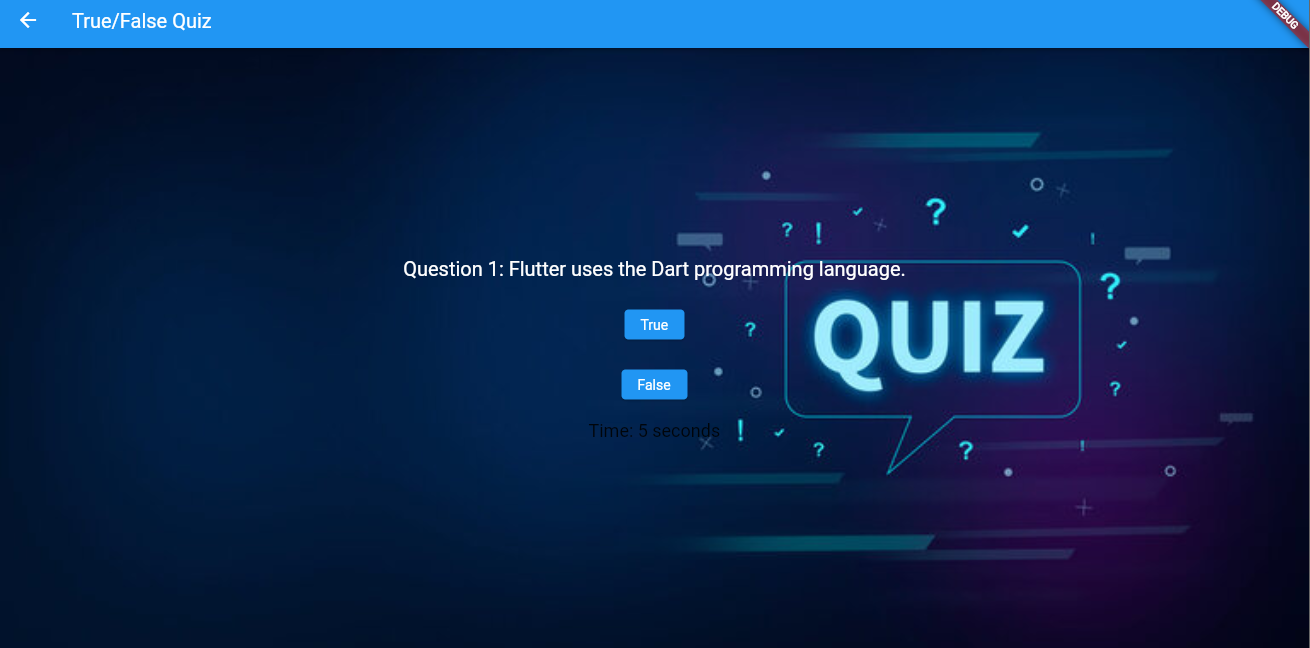 True/False Quiz
DEBUG
Question 1: Flutter uses the Dart programming language.
True
False
Time: 5 seconds
QUIZ